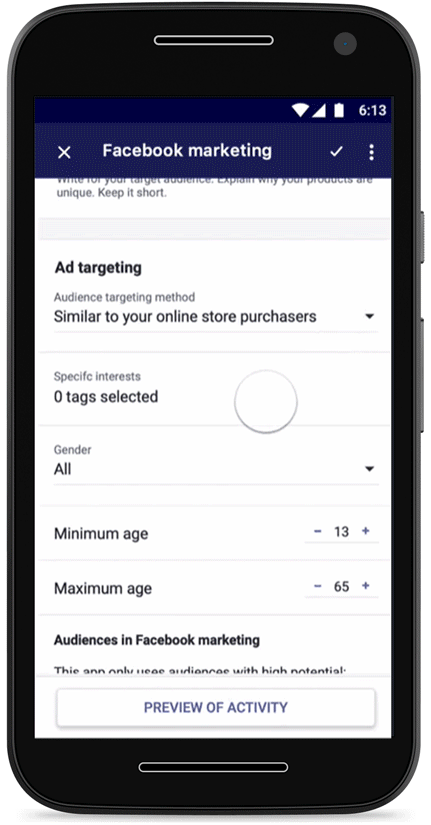 6:13
Facebook marketing
Write for your target audience. Explain why your products are
unique. Keep it short.
Ad targeting
Audience targeting method
Similar to your online store purchasers
Specifc interests
0 tags selected
Gender
All
Minimum age
− 13 +
Maximum age
− 65 +
Audiences in Facebook marketing
This app only uses audiences with high potential:
PREVIEW OF ACTIVITY